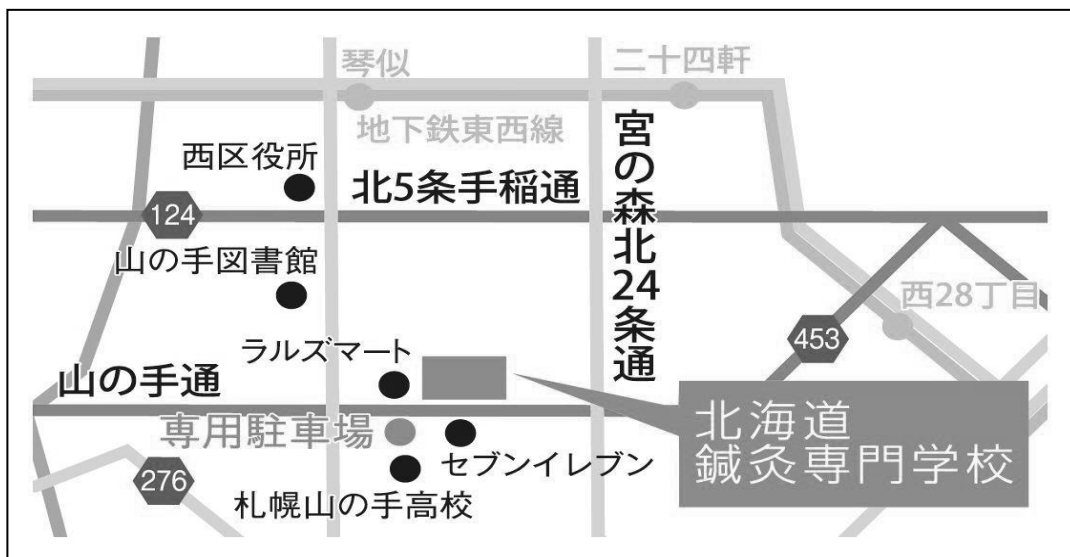 琴似
二十四軒
地下鉄東西線
西区役所
北5条手稲通
宮の森北24条通
124
山の手図書館
西28丁目
453
ラルズマート
山の手通
北海道
鍼灸専門学校
専用駐車場
セブンイレブン
276
札幌山の手高校